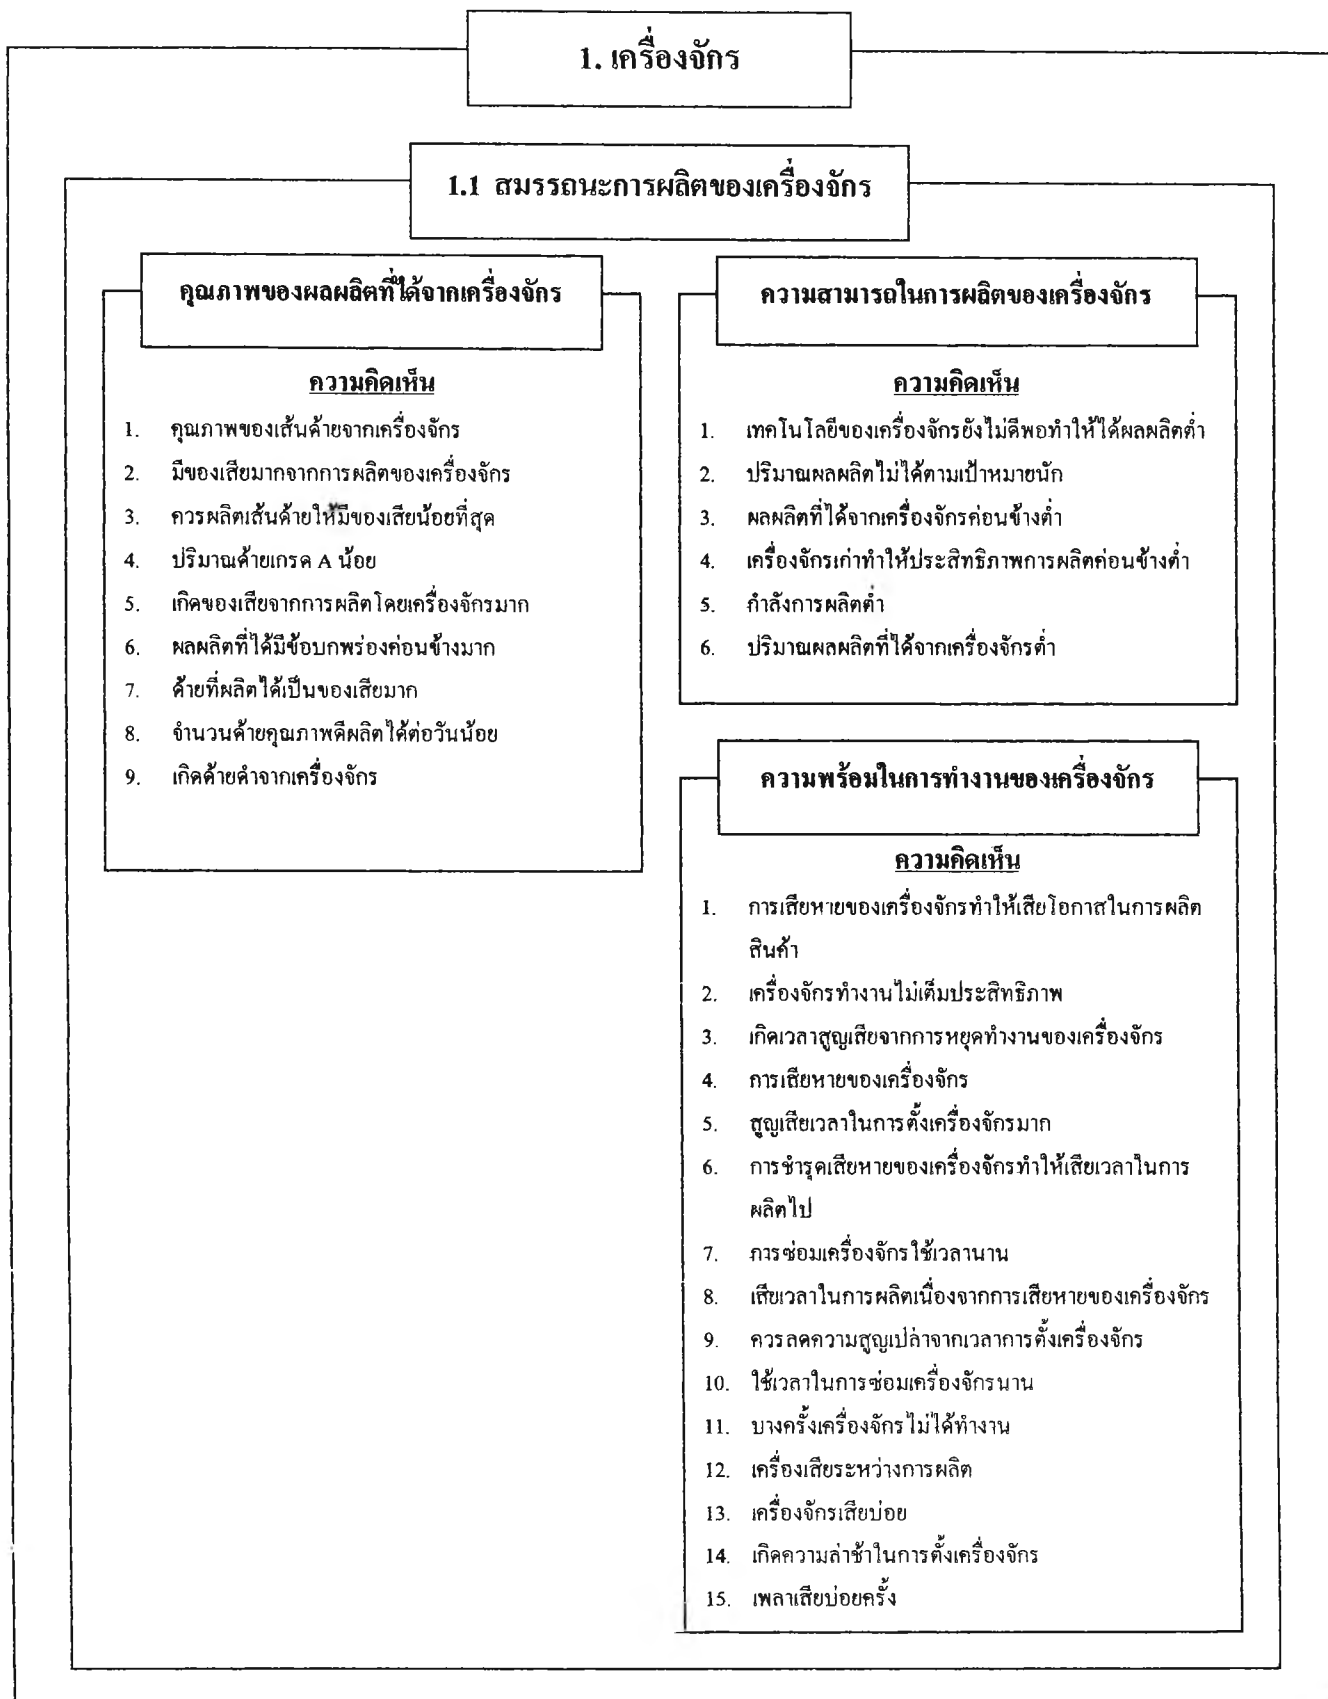 1. เครื่องจักร
1.1 สมรรถนะการผลิตของเครื่องจักร
คุณภาพของผลผลิตที่ได้จากเครื่องจักร
ความคิดเห็น
1. คุณภาพของเส้นด้ายจากเครื่องจักร
2. มีของเสียมากจากการผลิตของเครื่องจักร
3. ควรผลิตเส้นด้ายให้มีของเสียน้อยที่สุด
4. ปริมาณด้ายเกรด A น้อย
5. เกิดของเสียจากการผลิตโดยเครื่องจักรมาก
6. ผลผลิตที่ได้มีข้อบกพร่องค่อนข้างมาก
7. ด้ายที่ผลิตได้เป็นของเสียมาก
8. จำนวนด้ายคุณภาพดีผลิตได้ต่อวันน้อย
9. เกิดด้ายดำจากเครื่องจักร
ความสามารถในการผลิตของเครื่องจักร
ความคิดเห็น
1. เทคโนโลยีของเครื่องจักรยังไม่ดีพอทำให้ได้ผลผลิตต่ำ
2. ปริมาณผลผลิตไม่ได้ตามเป้าหมายนัก
3. ผลผลิตที่ได้จากเครื่องจักรค่อนข้างต่ำ
4. เครื่องจักรเก่าทำให้ประสิทธิภาพการผลิตค่อนข้างต่ำ
5. กำลังการผลิตต่ำ
6. ปริมาณผลผลิตที่ได้จากเครื่องจักรต่ำ
ความพร้อมในการทำงานของเครื่องจักร
ความคิดเห็น
1. การเสียหายของเครื่องจักรทำให้เสียโอกาสในการผลิต
สินค้า
2. เครื่องจักรทำงานไม่เต็มประสิทธิภาพ
3. เกิดเวลาสูญเสียจากการหยุดทำงานของเครื่องจักร
4. การเสียหายของเครื่องจักร
5. สูญเสียเวลาในการตั้งเครื่องจักรมาก
6. การชำรุดเสียหายของเครื่องจักรทำให้เสียเวลาในการ
ผลิตไป
7. การซ่อมเครื่องจักรใช้เวลานาน
8. เสียเวลาในการผลิตเนื่องจากการเสียหายของเครื่องจักร
9. ควรลดความสูญเปล่าจากเวลาการตั้งเครื่องจักร
10. ใช้เวลาในการซ่อมเครื่องจักรนาน
11. บางครั้งเครื่องจักรไม่ได้ทำงาน
12. เครื่องเสียระหว่างการผลิต
13. เครื่องจักรเสียบ่อย
14. เกิดความล่าช้าในการตั้งเครื่องจักร
15. เพลาเสียบ่อยครั้ง